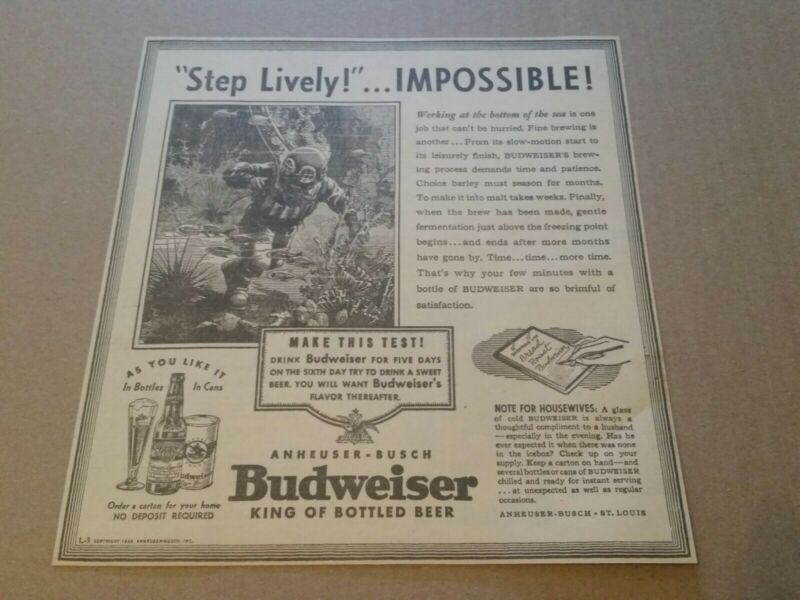 "Step Lively!"...IMPOSSIBLE!
Working at the bottom of the sea is one
job that can't be hurried. Fine brewing is
another...From its slow-motion start to
its leisurely finish, BUDWEISER'S brew-
ing process demands time and patience.
Choice barley must season for months.
To make it into malt takes weeks. Finally,
when the brew has been made, gentle
fermentation just above the freezing point
begins...and ends after more months
have gone by. Time...time...more time.
That's why your few minutes with a
bottle of BUDWEISER are so brimful of
satisfaction.
MAKE THIS TEST!
DRINK Budweiser FOR FIVE DAYS
ON THE SIXTH DAY TRY TO DRINK A SWEET
BEER. YOU WILL WANT Budweiser's
FLAVOR THEREAFTER.
AS YOU LIKE IT
In Bottles In Cans
Budweiser
Order a carton for your home
NO DEPOSIT REQUIRED
ANHEUSER-BUSCH
Budweiser
KING OF BOTTLED BEER
Bread
Roast
Budweiser
NOTE FOR HOUSEWIVES: A glass
of cold BUDWEISER is always a
thoughtful compliment to a husband
—especially in the evening. Has he
ever expected it when there was none
in the icebox? Check up on your
supply. Keep a carton on hand—and
several bottles or cans of BUDWEISER
chilled and ready for instant serving
...at unexpected as well as regular
occasions.
ANHEUSER-BUSCH • ST. LOUIS
L-3 COPYRIGHT ANHEUSER-BUSCH, INC.